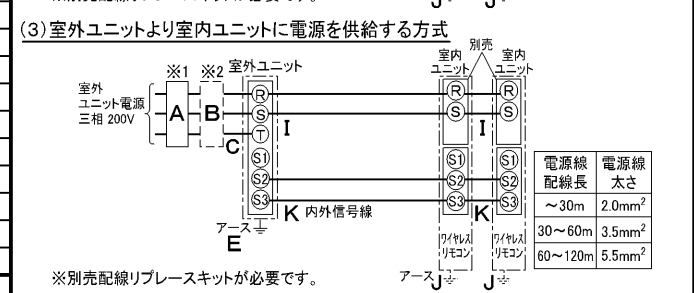 (3)室外ユニットより室内ユニットに電源を供給する方式
※1 ※2 室外ユニット
室内ユニット
別売
室内ユニット
室外
ユニット電源
三相 200V
A
B
C
R
S
T
S1
S2
S3
I
K 内外信号線
アース
E
R
S
S1
S2
S3
ワイヤレス
リモコン
アース J
I
K
R
S
S1
S2
S3
ワイヤレス
リモコン
J
電源線配線長 電源線太さ
～30m 2.0mm²
30～60m 3.5mm²
60～120m 5.5mm²
※別売配線リプレースキットが必要です。